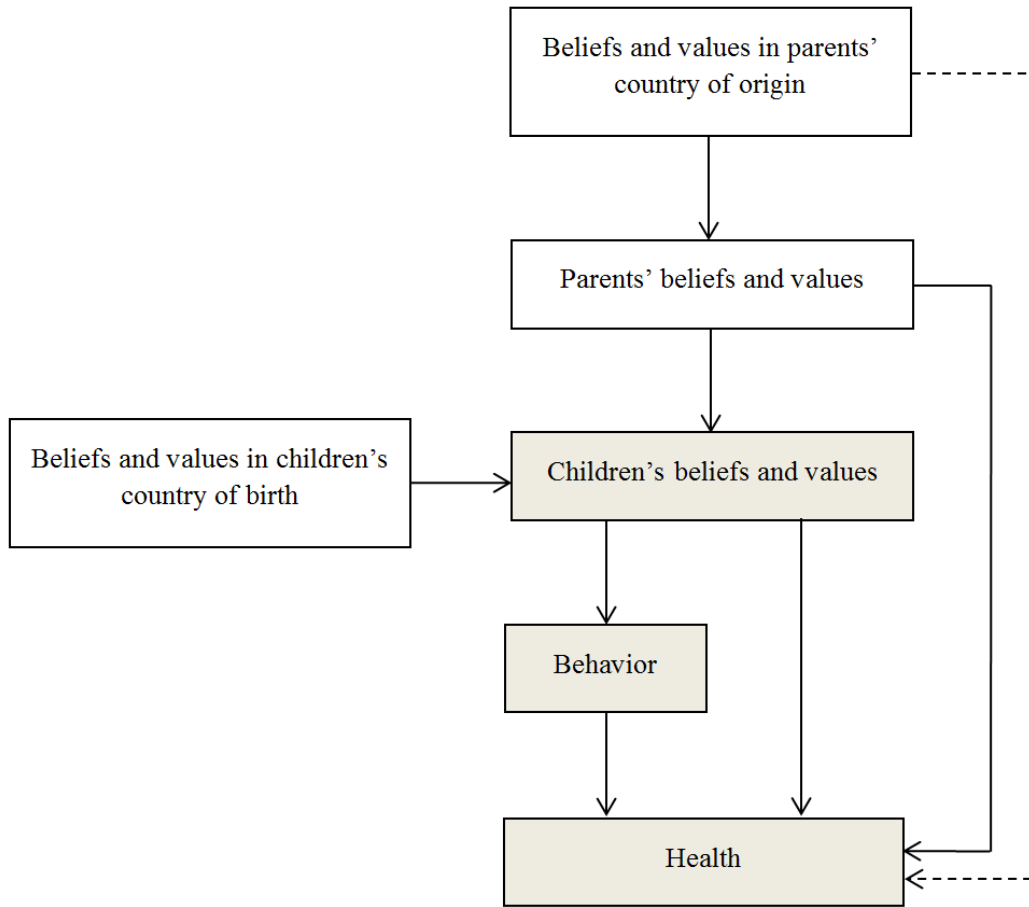 Beliefs and values in parents’
country of origin
Parents’ beliefs and values
Beliefs and values in children’s
country of birth
Children’s beliefs and values
Behavior
Health